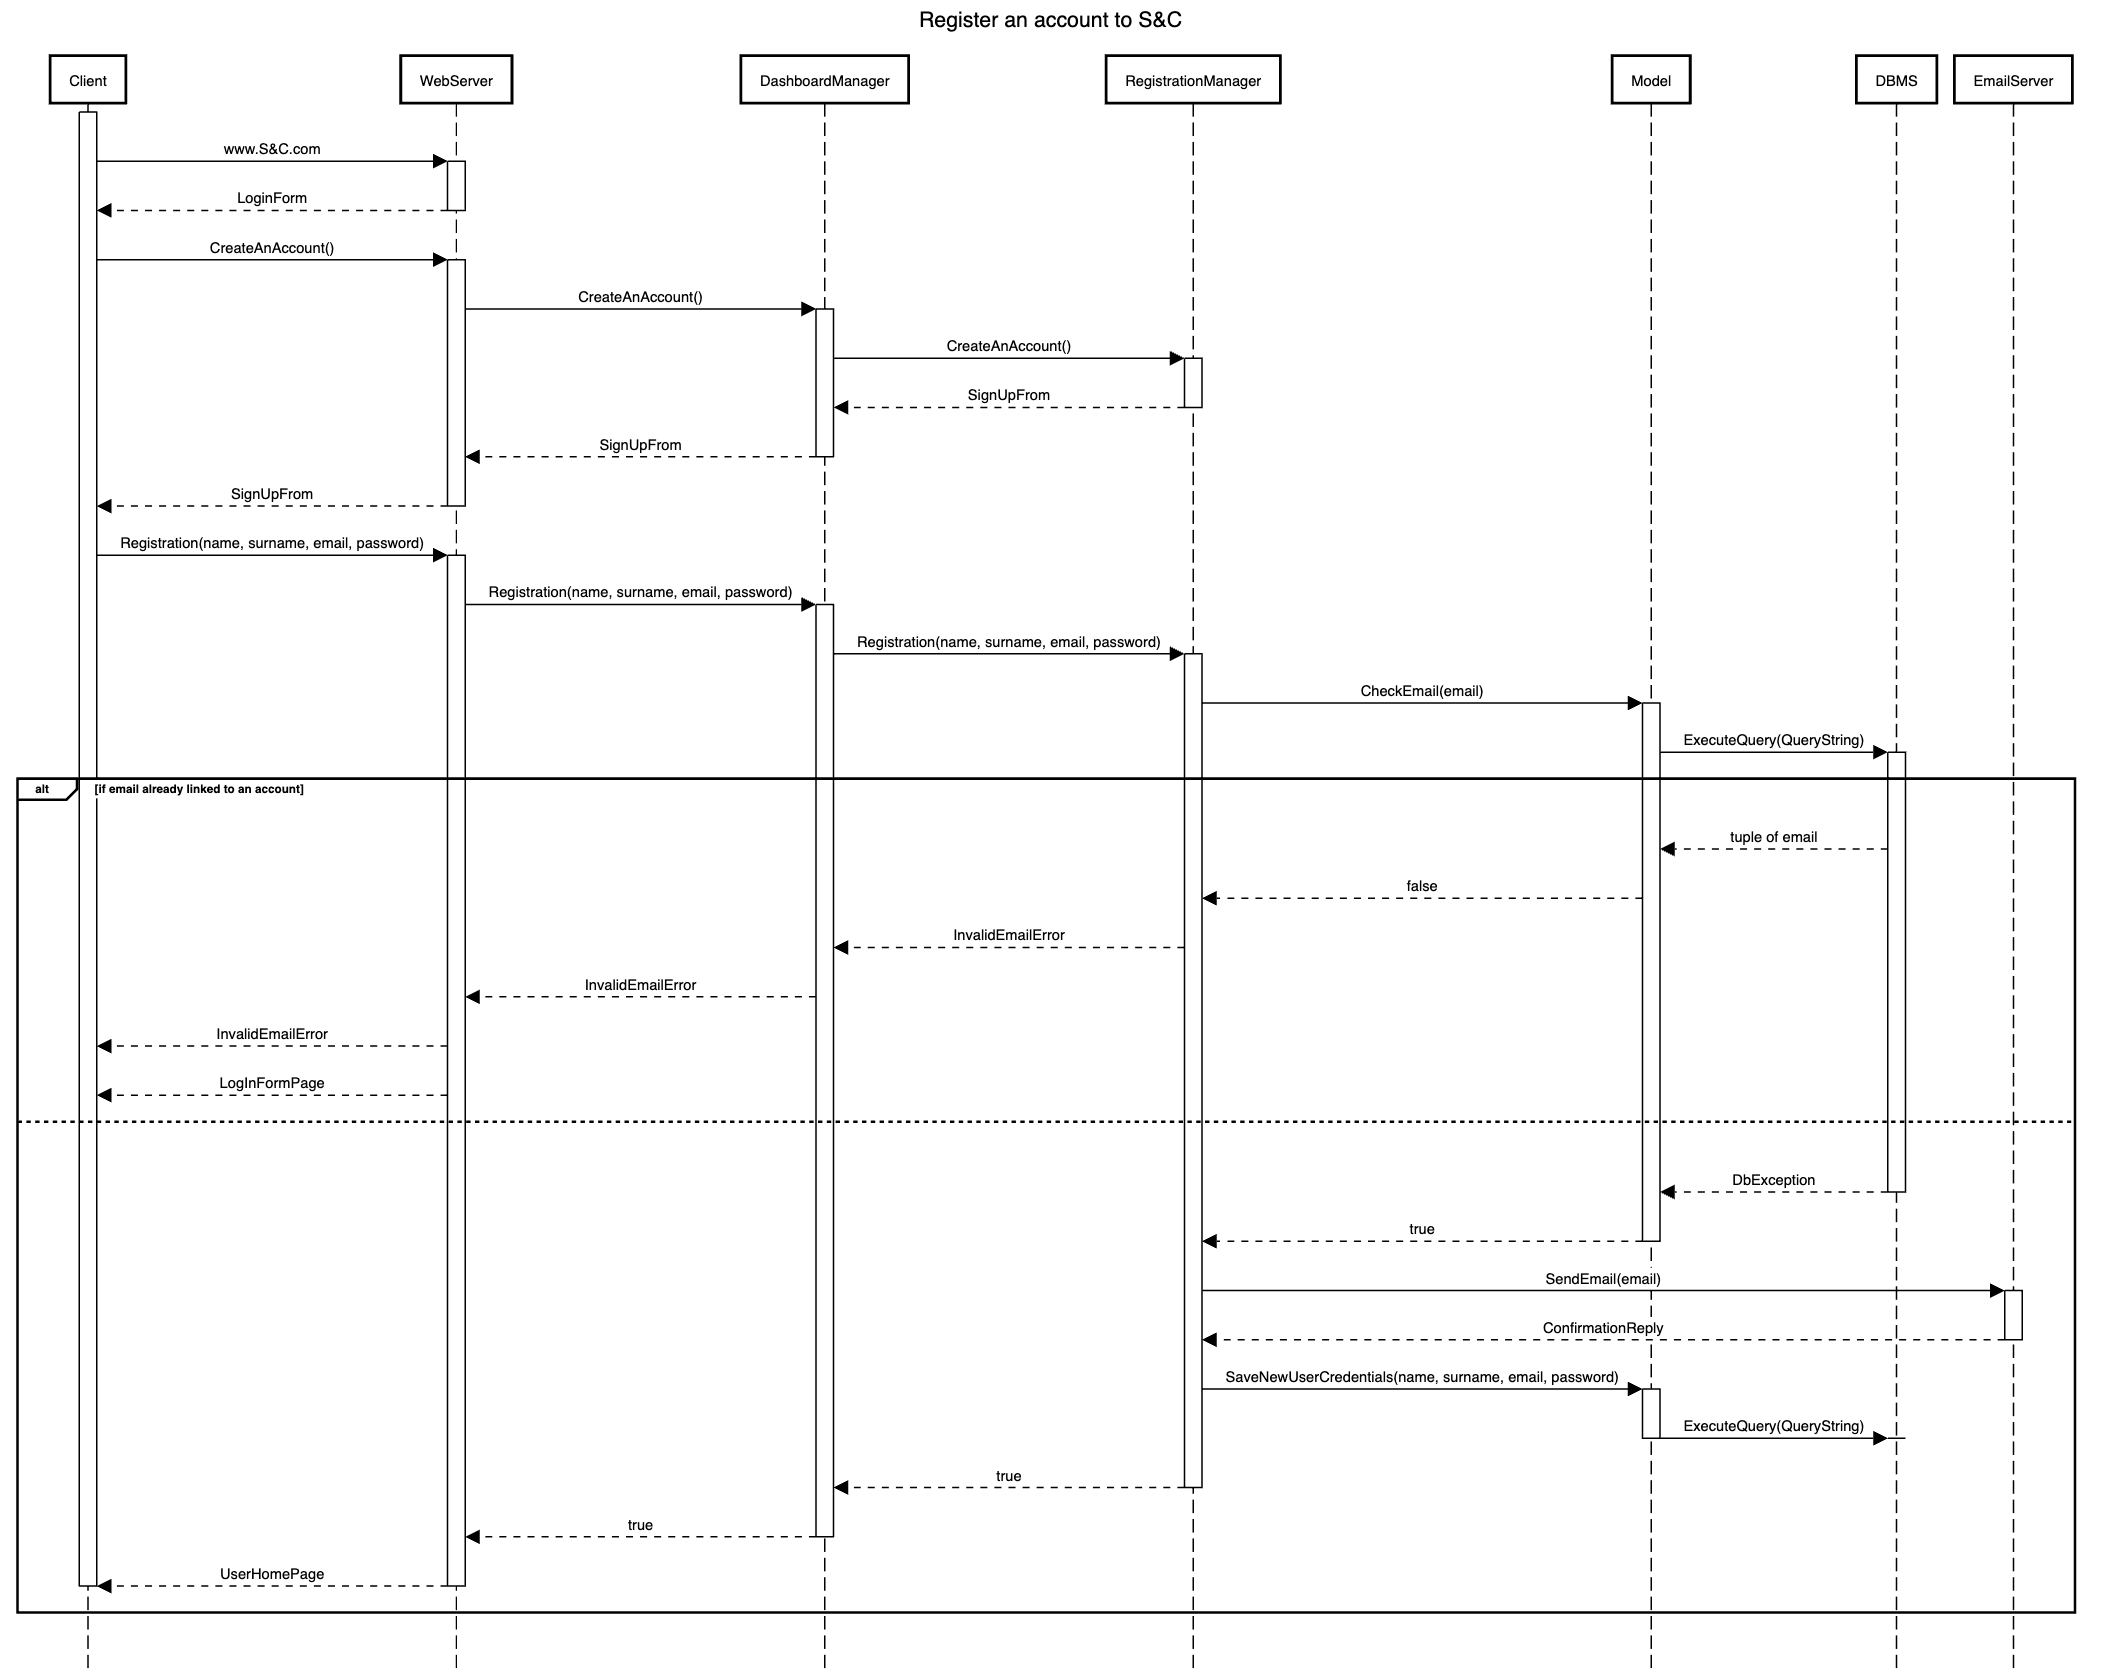 Register an account to S&C
Client
WebServer
DashboardManager
RegistrationManager
Model
DBMS
EmailServer
www.S&C.com
LoginForm
CreateAnAccount()
CreateAnAccount()
CreateAnAccount()
SignUpFrom
SignUpFrom
SignUpFrom
Registration(name, surname, email, password)
Registration(name, surname, email, password)
Registration(name, surname, email, password)
CheckEmail(email)
ExecuteQuery(QueryString)
alt
[if email already linked to an account]
tuple of email
false
InvalidEmailError
InvalidEmailError
InvalidEmailError
LogInFormPage
DbException
true
SendEmail(email)
ConfirmationReply
SaveNewUserCredentials(name, surname, email, password)
ExecuteQuery(QueryString)
true
true
UserHomePage